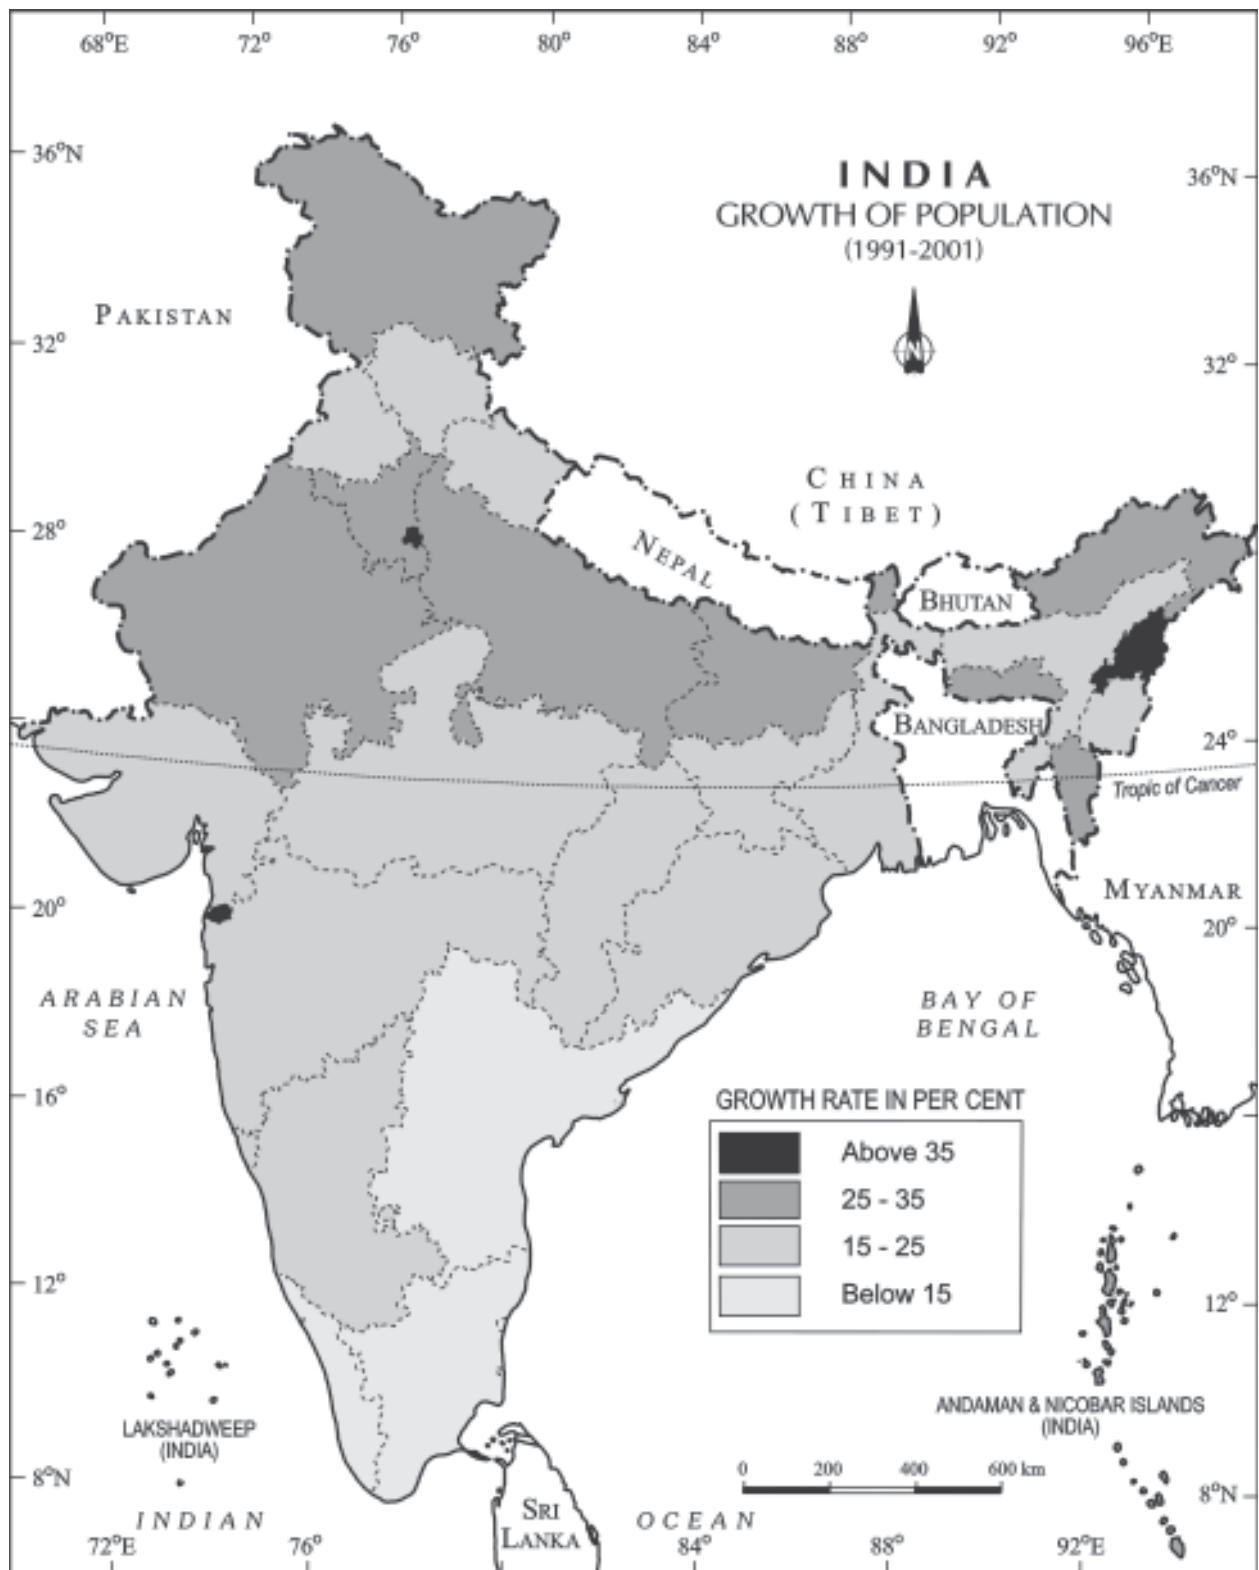 68°E 72° 76° 80° 84° 88° 92° 96°E
36°N
INDIA
36°N
GROWTH OF POPULATION
(1991-2001)
PAKISTAN
N
32°
32°
CHINA
(TIBET)
28°
NEPAL
28°
BHUTAN
BANGLADESH
24°
Tropic of Cancer
MYANMAR
20°
20°
ARABIAN
SEA
BAY OF
BENGAL
16°
GROWTH RATE IN PER CENT
Above 35
25 - 35
15 - 25
Below 15
12°
12°
ANDAMAN & NICOBAR ISLANDS
(INDIA)
LAKSHADWEEP
(INDIA)
0 200 400 600 km
8°N
8°N
SRI
LANKA
INDIAN OCEAN
72°E 76° 84° 88° 92°E